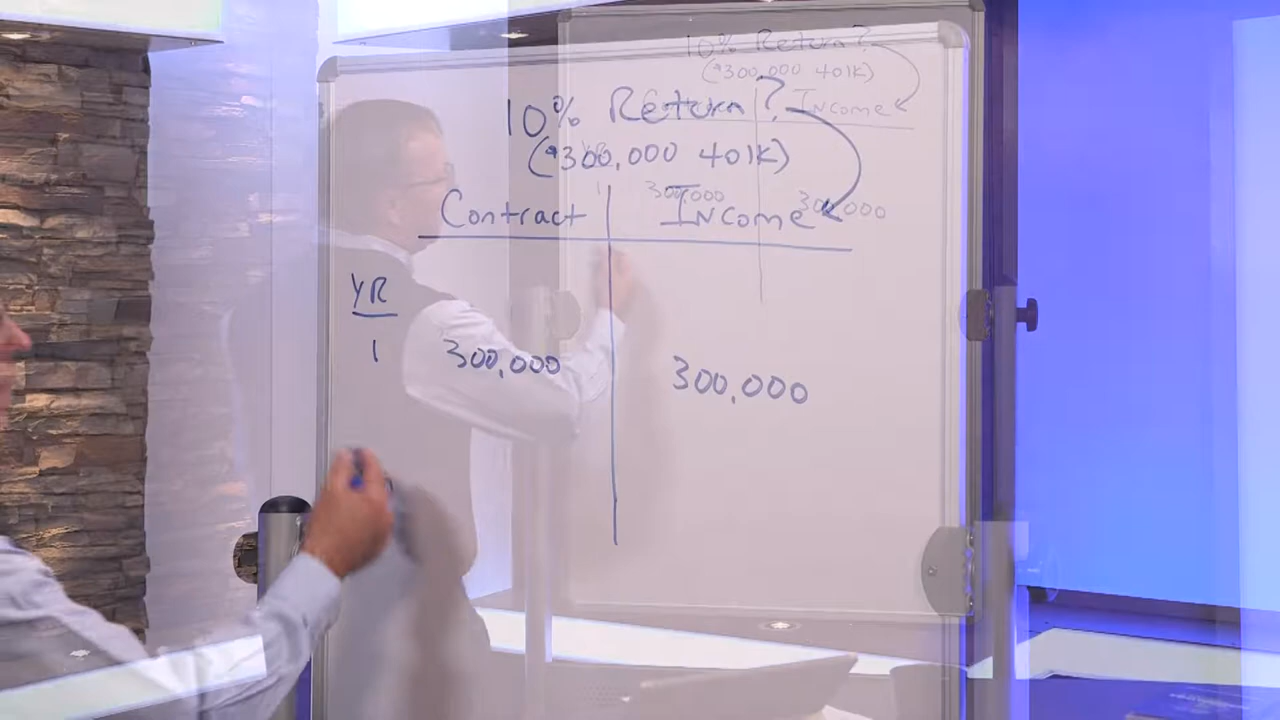 10% Return?
($300,000 401K)
Income
300,000 300,000
10% Return?
($300,000 401K)
Contract Income
YR
1 300,000 300,000